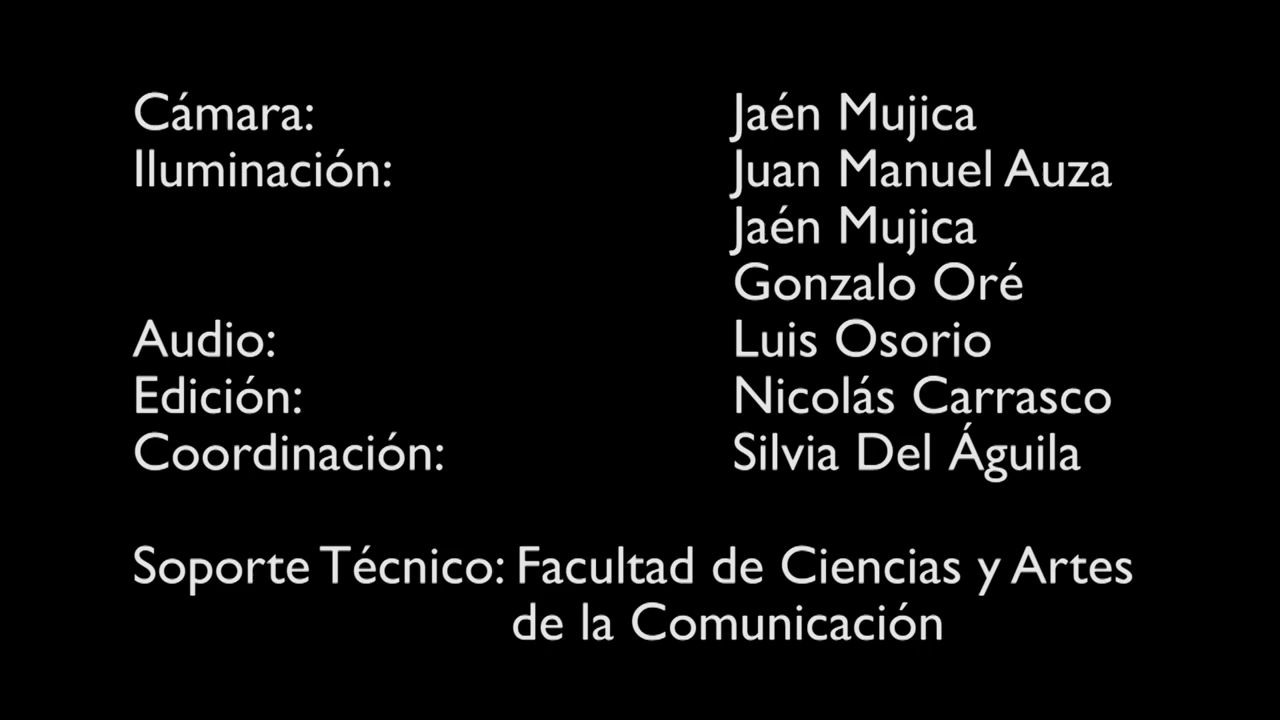 Cámara: Jaén Mujica
Iluminación: Juan Manuel Auza
Jaén Mujica
Gonzalo Oré
Audio: Luis Osorio
Edición: Nicolás Carrasco
Coordinación: Silvia Del Águila
Soporte Técnico: Facultad de Ciencias y Artes
de la Comunicación